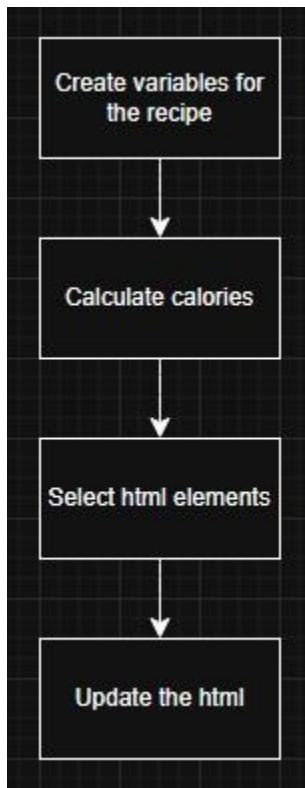 Create variables for
the recipe
Calculate calories
Select html elements
Update the html